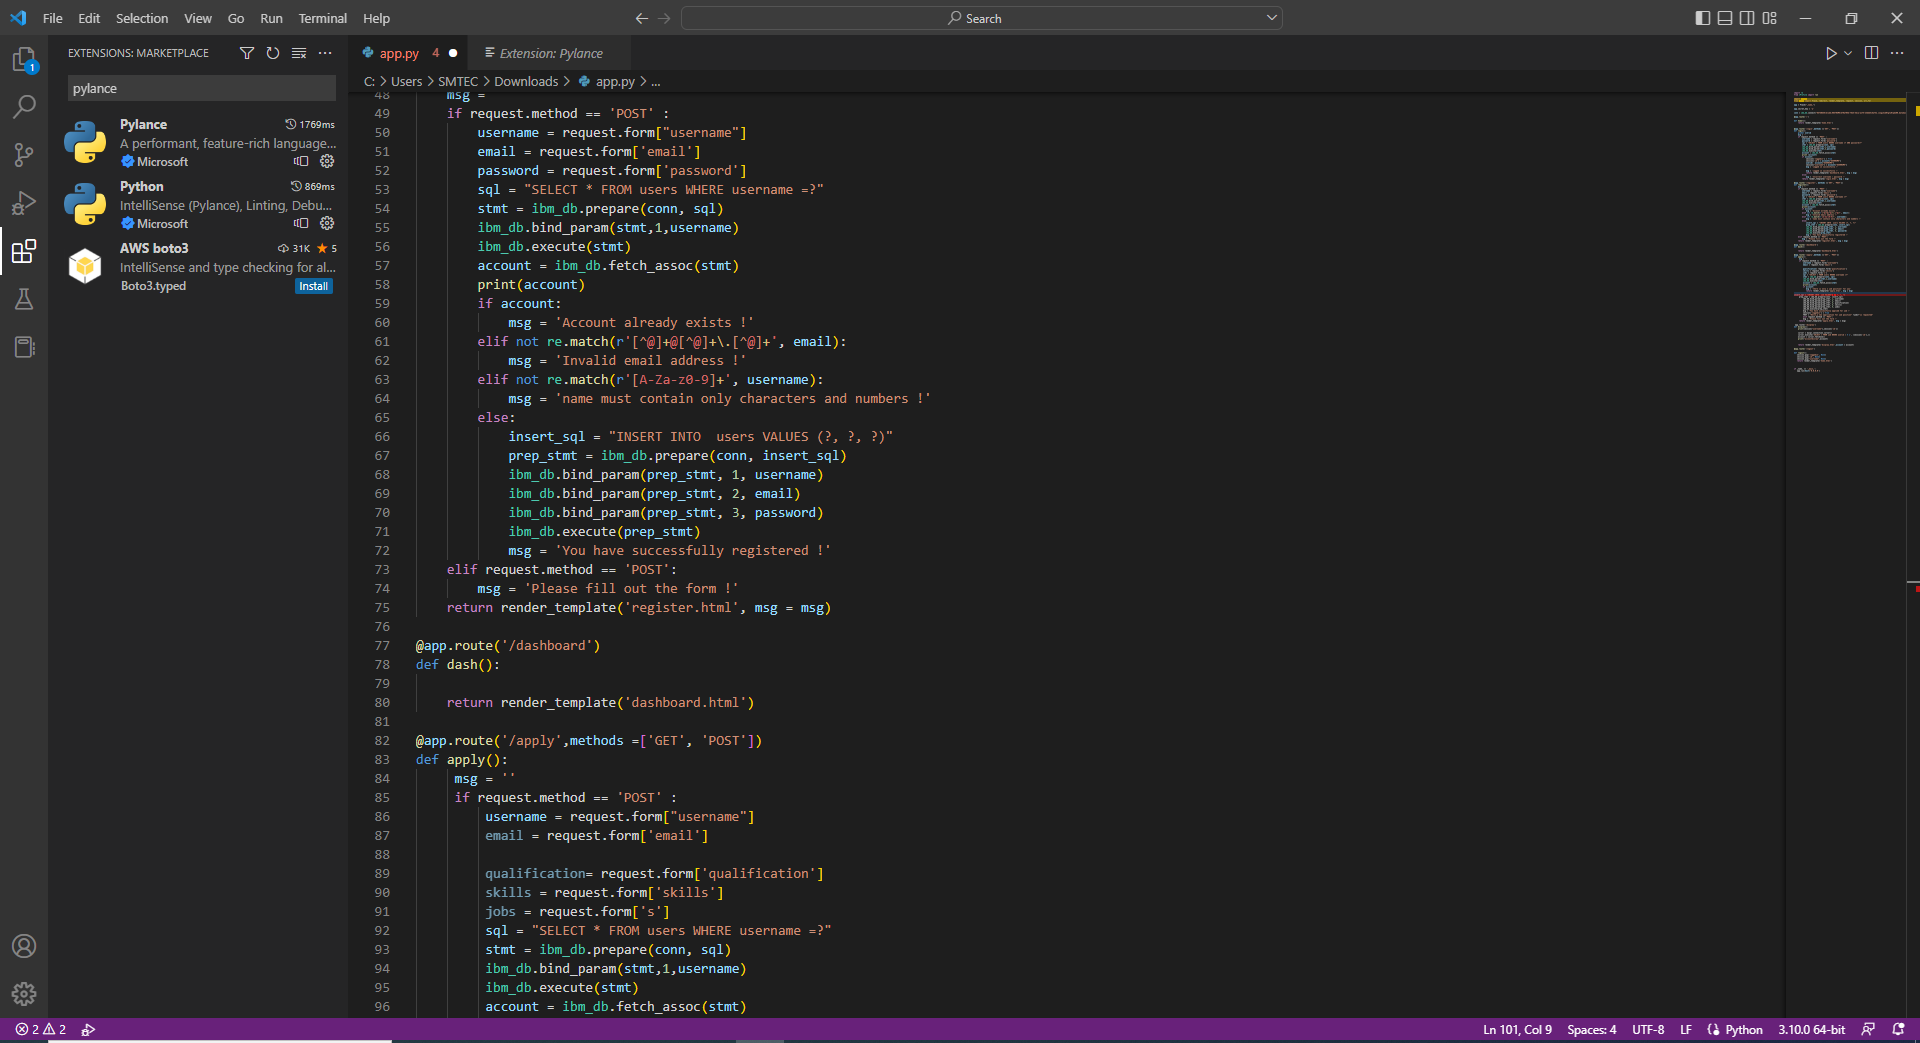 File Edit Selection View Go Run Terminal Help
Search
EXTENSIONS: MARKETPLACE
pylance
Pylance 1769ms
A performant, feature-rich language...
Microsoft
Python 869ms
IntelliSense (Pylance), Linting, Debu...
Microsoft
AWS boto3 31K 5
IntelliSense and type checking for al...
Boto3.typed Install
app.py 4 Extension: Pylance
C: > Users > SMTEC > Downloads > app.py > ...
48 msg =
49 if request.method == 'POST' :
50 username = request.form["username"]
51 email = request.form['email']
52 password = request.form['password']
53 sql = "SELECT * FROM users WHERE username =?"
54 stmt = ibm_db.prepare(conn, sql)
55 ibm_db.bind_param(stmt,1,username)
56 ibm_db.execute(stmt)
57 account = ibm_db.fetch_assoc(stmt)
58 print(account)
59 if account:
60 msg = 'Account already exists !'
61 elif not re.match(r'[^@]+@[^@]+\.[^@]+', email):
62 msg = 'Invalid email address !'
63 elif not re.match(r'[A-Za-z0-9]+', username):
64 msg = 'name must contain only characters and numbers !'
65 else:
66 insert_sql = "INSERT INTO  users VALUES (?, ?, ?)"
67 prep_stmt = ibm_db.prepare(conn, insert_sql)
68 ibm_db.bind_param(prep_stmt, 1, username)
69 ibm_db.bind_param(prep_stmt, 2, email)
70 ibm_db.bind_param(prep_stmt, 3, password)
71 ibm_db.execute(prep_stmt)
72 msg = 'You have successfully registered !'
73 elif request.method == 'POST':
74 msg = 'Please fill out the form !'
75 return render_template('register.html', msg = msg)
76
77 @app.route('/dashboard')
78 def dash():
79
80 return render_template('dashboard.html')
81
82 @app.route('/apply',methods =['GET', 'POST'])
83 def apply():
84 msg = ''
85 if request.method == 'POST' :
86 username = request.form["username"]
87 email = request.form['email']
88
89 qualification= request.form['qualification']
90 skills = request.form['skills']
91 jobs = request.form['s']
92 sql = "SELECT * FROM users WHERE username =?"
93 stmt = ibm_db.prepare(conn, sql)
94 ibm_db.bind_param(stmt,1,username)
95 ibm_db.execute(stmt)
96 account = ibm_db.fetch_assoc(stmt)
1
2 2
Ln 101, Col 9 Spaces: 4 UTF-8 LF Python 3.10.0 64-bit